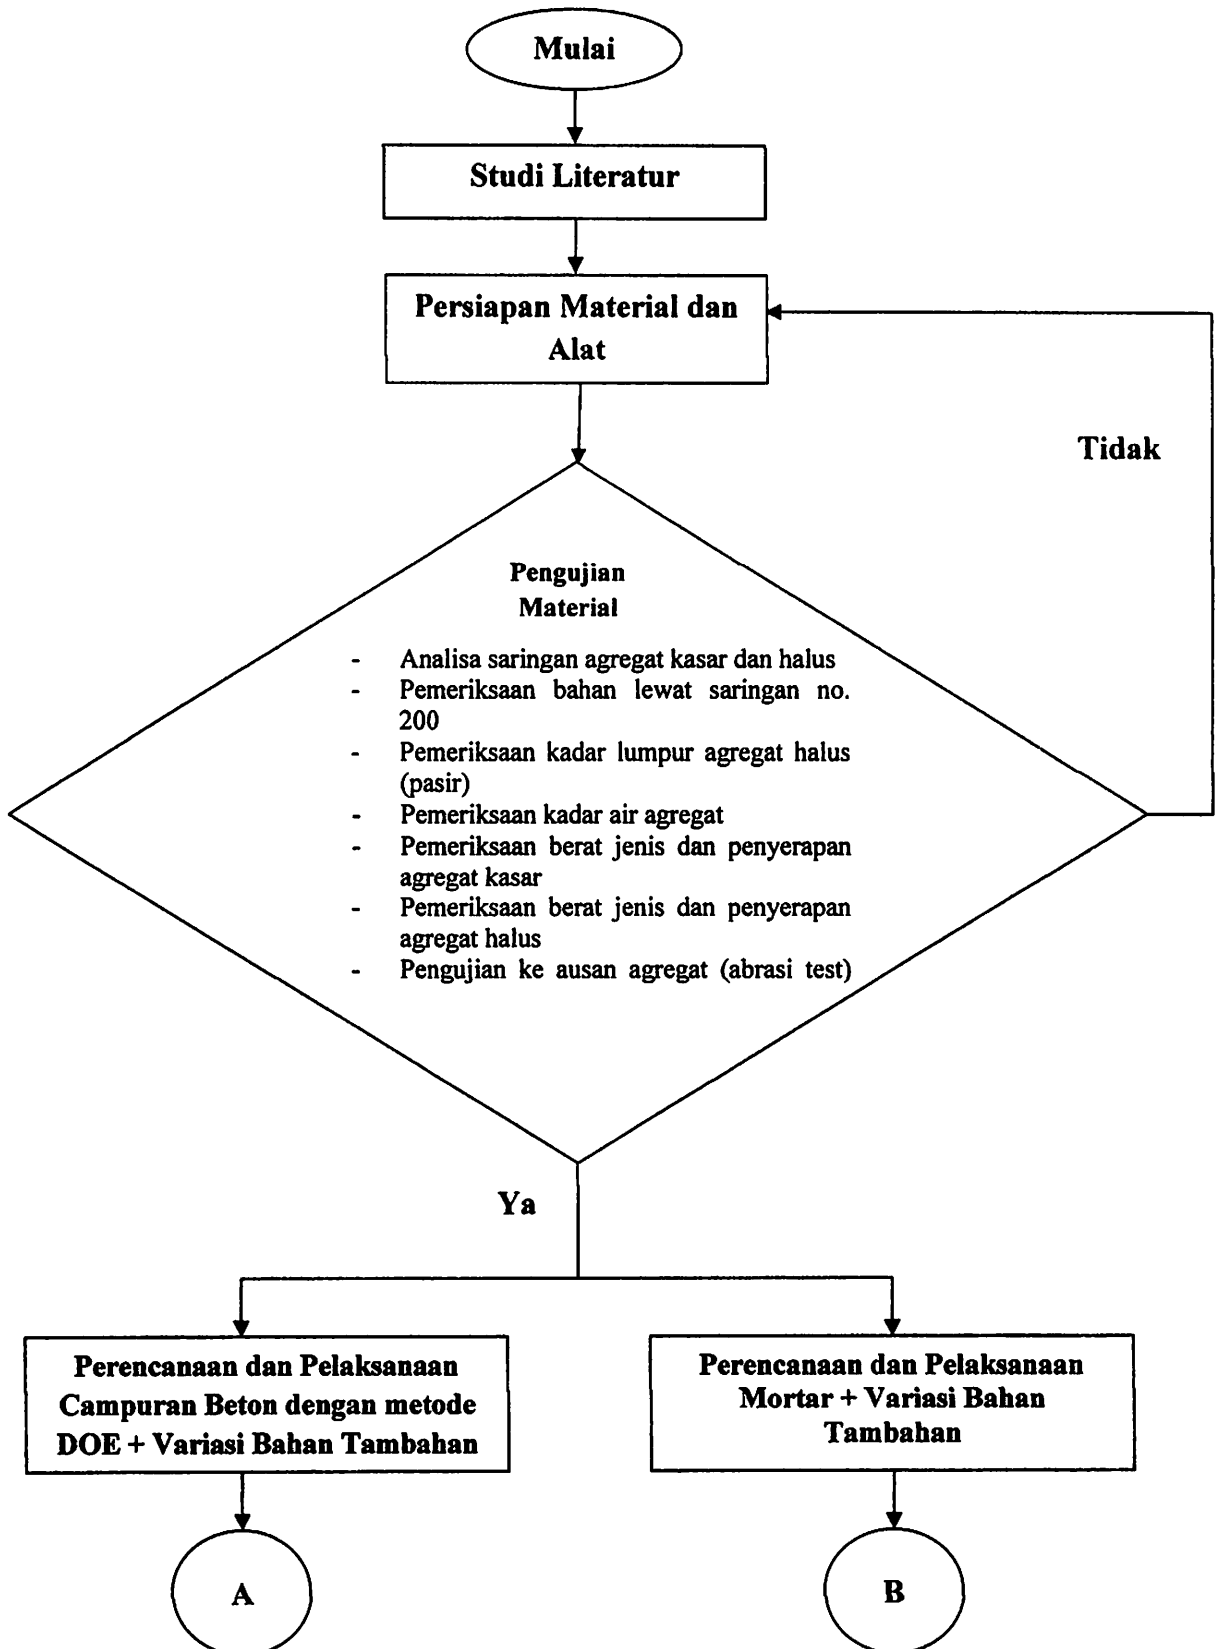 Mulai
Studi Literatur
Persiapan Material dan
Alat
Tidak
Pengujian
Material
- Analisa saringan agregat kasar dan halus
- Pemeriksaan bahan lewat saringan no.
200
- Pemeriksaan kadar lumpur agregat halus
(pasir)
- Pemeriksaan kadar air agregat
- Pemeriksaan berat jenis dan penyerapan
agregat kasar
- Pemeriksaan berat jenis dan penyerapan
agregat halus
- Pengujian ke ausan agregat (abrasi test)
Ya
Perencanaan dan Pelaksanaan
Campuran Beton dengan metode
DOE + Variasi Bahan Tambahan
Perencanaan dan Pelaksanaan
Mortar + Variasi Bahan
Tambahan
A
B